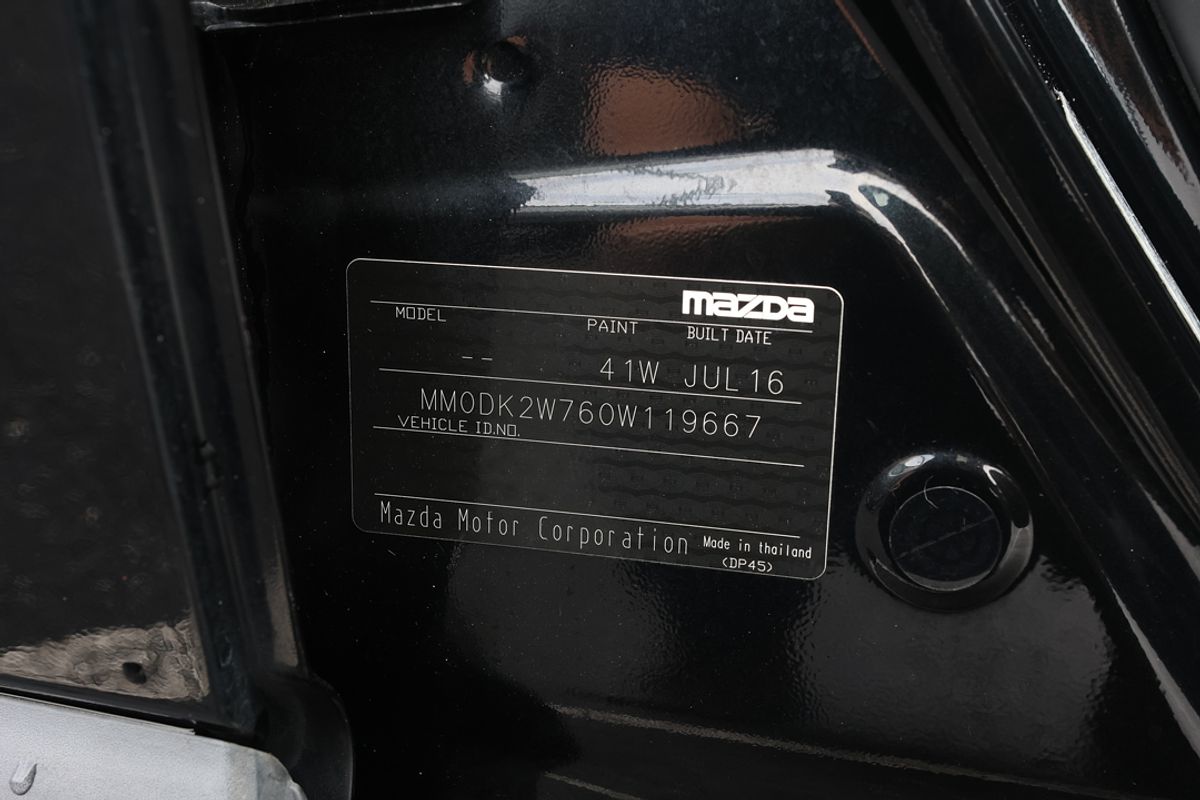 mazda
MODEL PAINT BUILT DATE
-- 41W JUL 16
MM0DK2W760W119667
VEHICLE ID.NO.
Mazda Motor Corporation Made in thailand
(DP45)